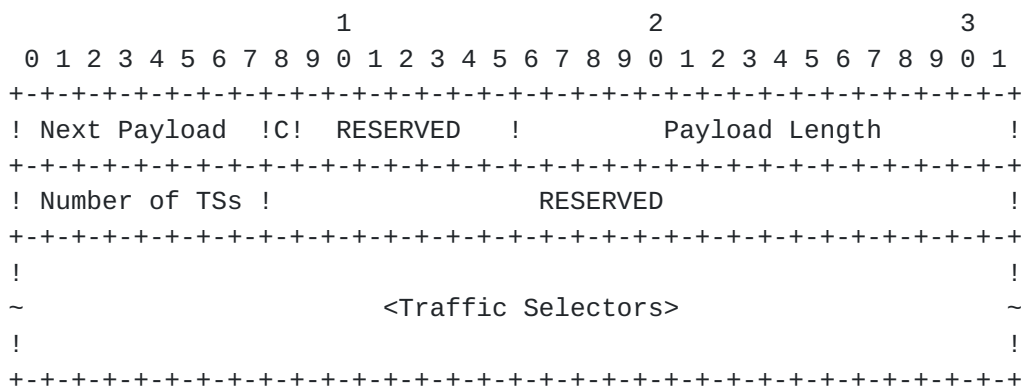 1                   2                   3
 0 1 2 3 4 5 6 7 8 9 0 1 2 3 4 5 6 7 8 9 0 1 2 3 4 5 6 7 8 9 0 1
+-+-+-+-+-+-+-+-+-+-+-+-+-+-+-+-+-+-+-+-+-+-+-+-+-+-+-+-+-+-+-+-+
! Next Payload  !C!  RESERVED   !         Payload Length        !
+-+-+-+-+-+-+-+-+-+-+-+-+-+-+-+-+-+-+-+-+-+-+-+-+-+-+-+-+-+-+-+-+
! Number of TSs !                 RESERVED                      !
+-+-+-+-+-+-+-+-+-+-+-+-+-+-+-+-+-+-+-+-+-+-+-+-+-+-+-+-+-+-+-+-+
!                                                               !
~                       <Traffic Selectors>                     ~
!                                                               !
+-+-+-+-+-+-+-+-+-+-+-+-+-+-+-+-+-+-+-+-+-+-+-+-+-+-+-+-+-+-+-+-+